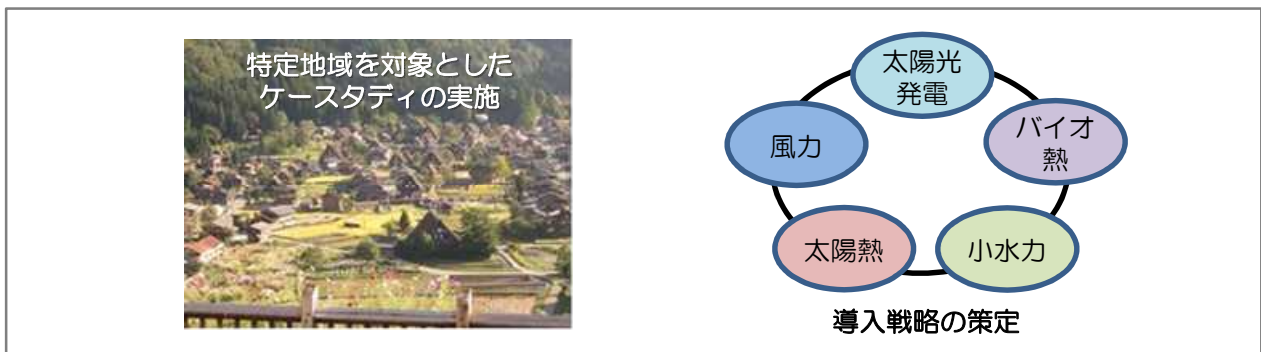 特定地域を対象とした
ケースタディの実施
太陽光
発電
風力
バイオ
熱
太陽熱
小水力
導入戦略の策定